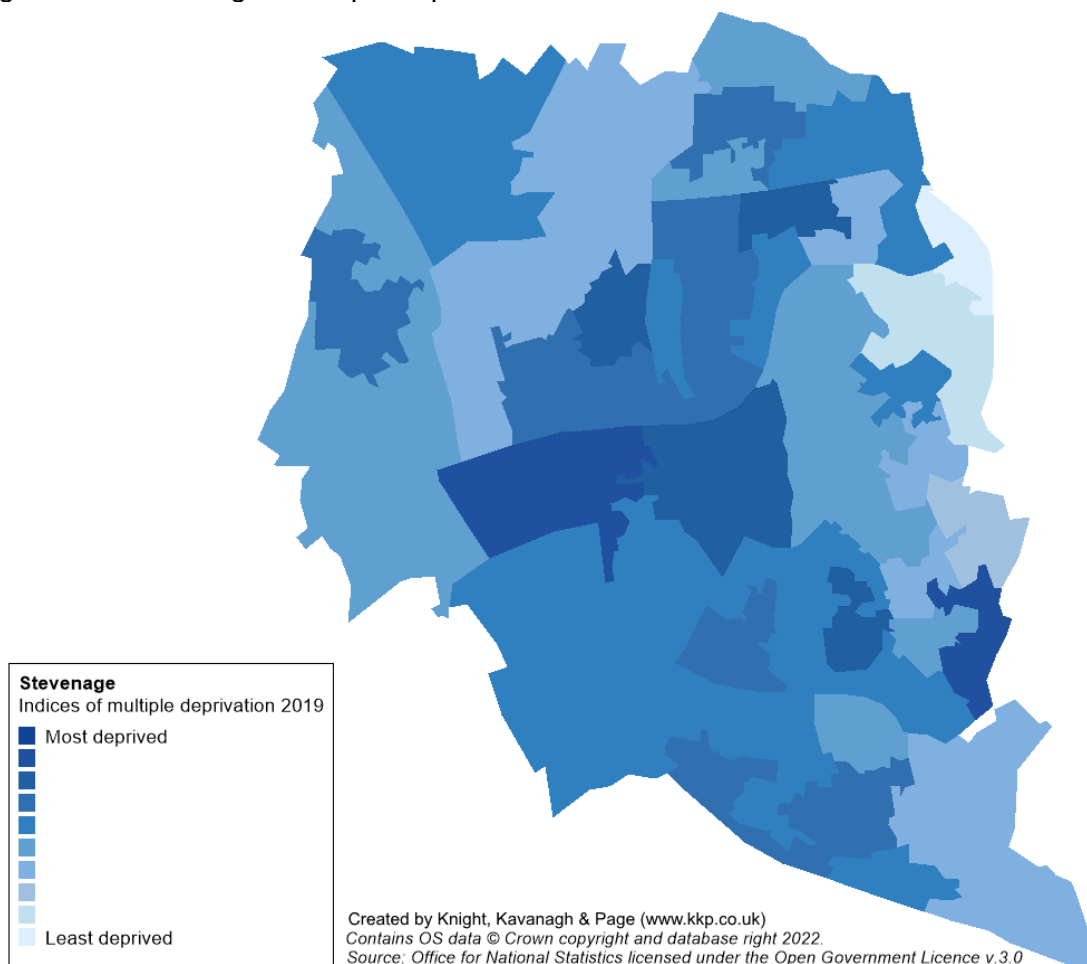 Stevenage
Indices of multiple deprivation 2019
Most deprived
Least deprived
Created by Knight, Kavanagh & Page (www.kkp.co.uk)
Contains OS data © Crown copyright and database right 2022.
Source: Office for National Statistics licensed under the Open Government Licence v.3.0